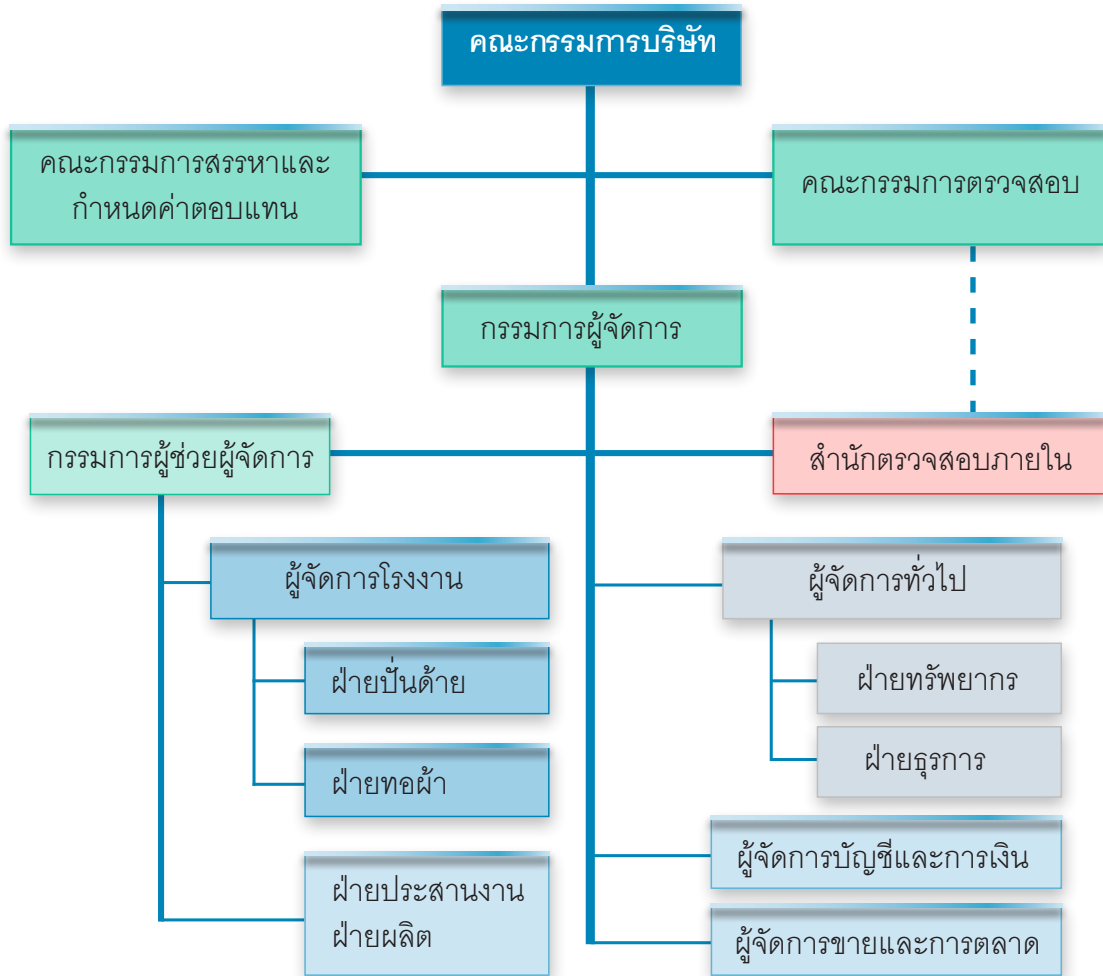 คณะกรรมการบริษัท
คณะกรรมการสรรหาและ
กำหนดค่าตอบแทน
คณะกรรมการตรวจสอบ
กรรมการผู้จัดการ
กรรมการผู้ช่วยผู้จัดการ
สำนักตรวจสอบภายใน
ผู้จัดการโรงงาน
ฝ่ายปั่นด้าย
ฝ่ายทอผ้า
ฝ่ายประสานงาน
ฝ่ายผลิต
ผู้จัดการทั่วไป
ฝ่ายทรัพยากร
ฝ่ายธุรการ
ผู้จัดการบัญชีและการเงิน
ผู้จัดการขายและการตลาด